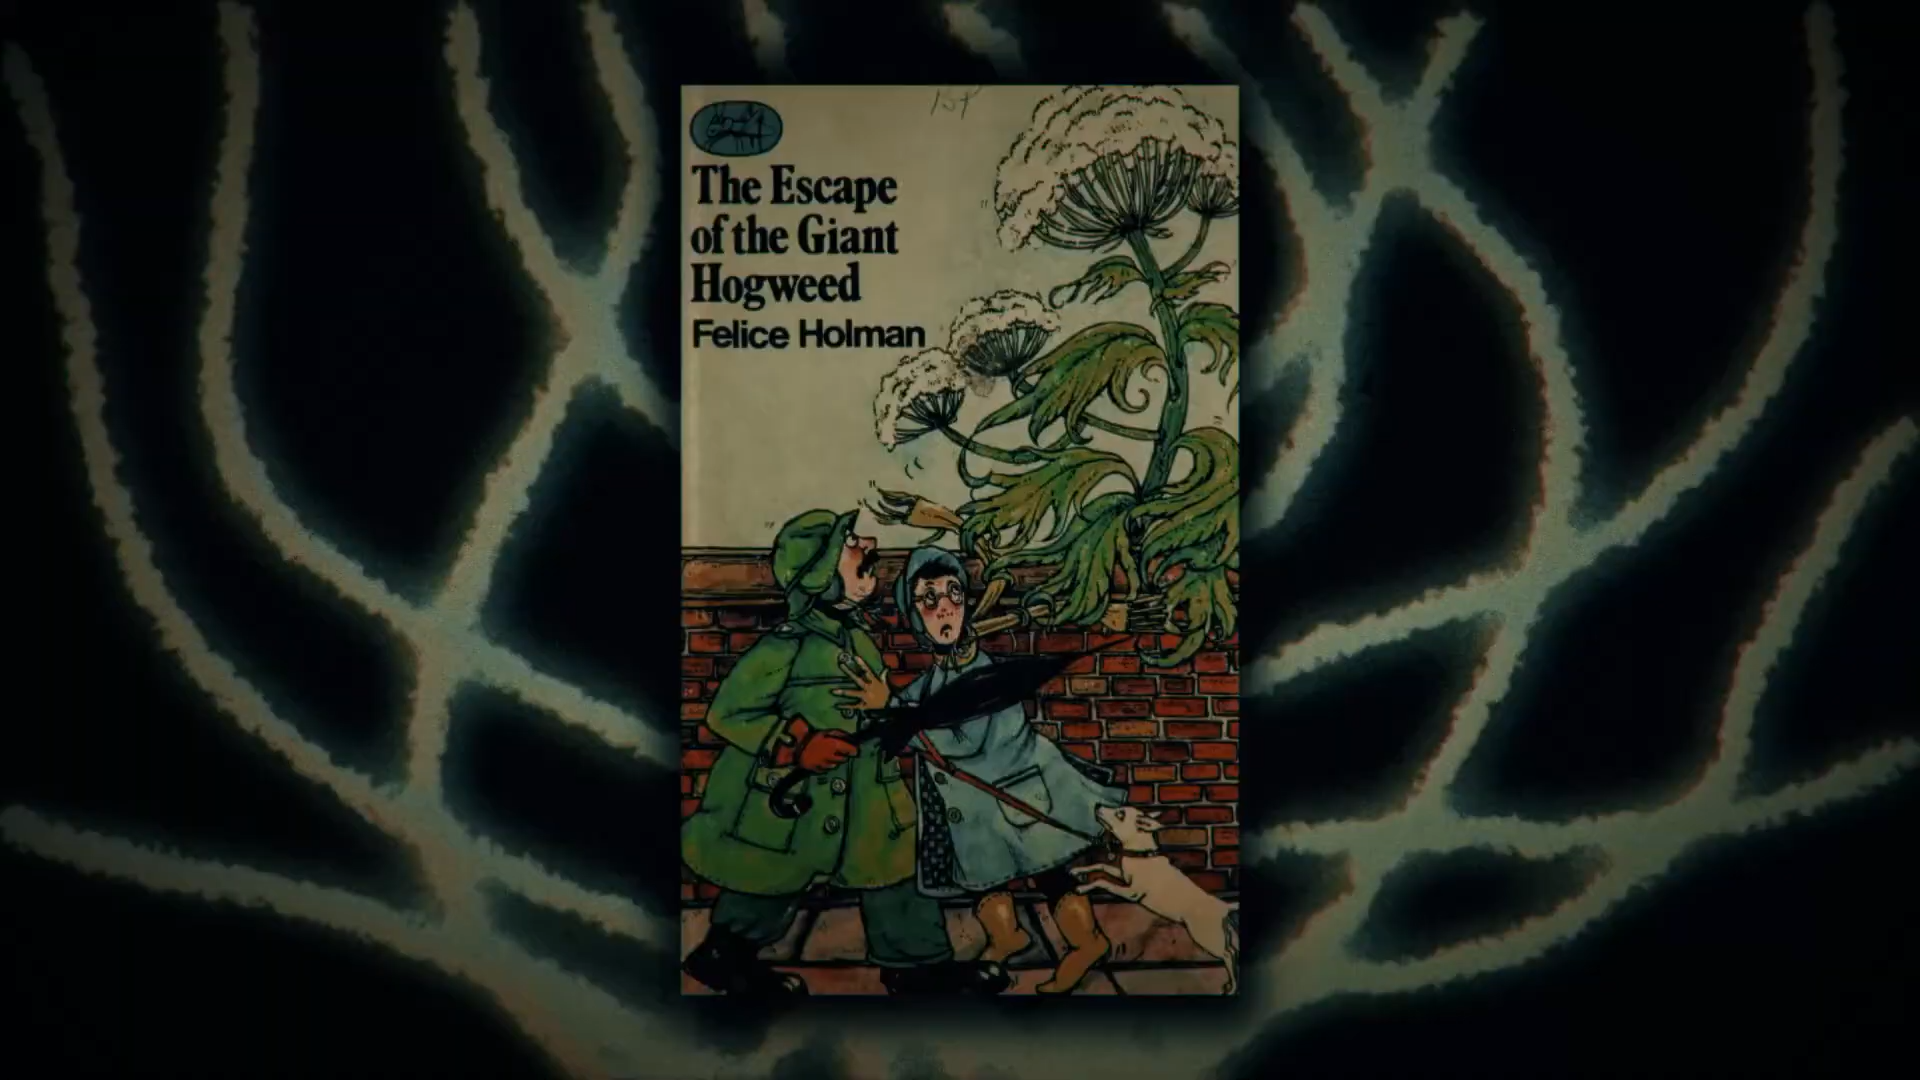 The Escape
of the Giant
Hogweed
Felice Holman